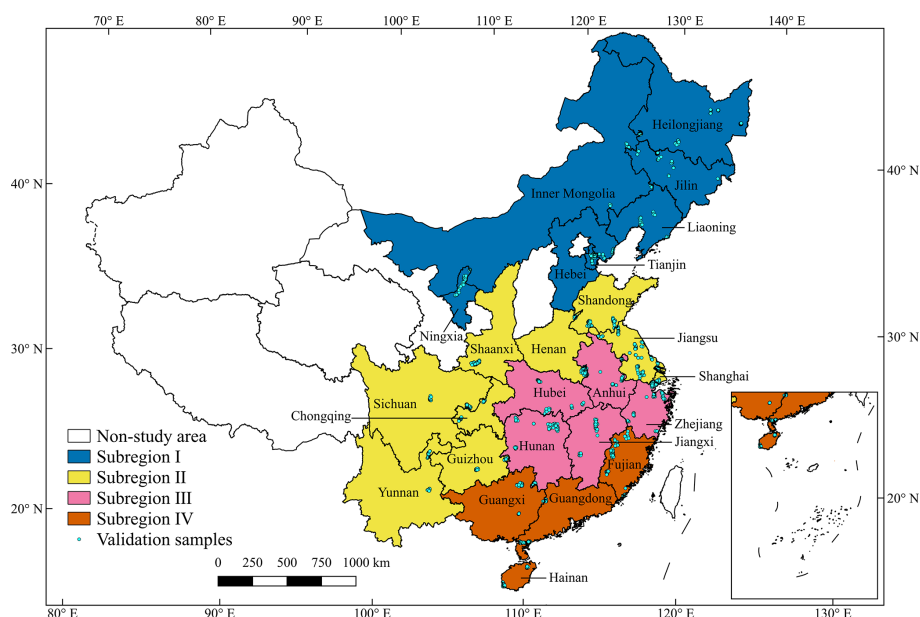 70° E 80° E 90° E 100° E 110° E 120° E 130° E 140° E
Heilongjiang
40° N
40° N
Jilin
Inner Mongolia
Liaoning
Tianjin
Hebei
Shandong
Ningxia
Jiangsu
30° N
Shaanxi
Henan
30° N
Shanghai
Hubei
Anhui
Sichuan
Chongqing
Zhejiang
Hunan
Jiangxi
Guizhou
Fujian
Yunnan
Guangxi
Guangdong
20° N
20° N
Non-study area
Subregion I
Subregion II
Subregion III
Subregion IV
Validation samples
0 250 500 750 1000 km
Hainan
80° E 90° E 100° E 110° E 120° E 130° E